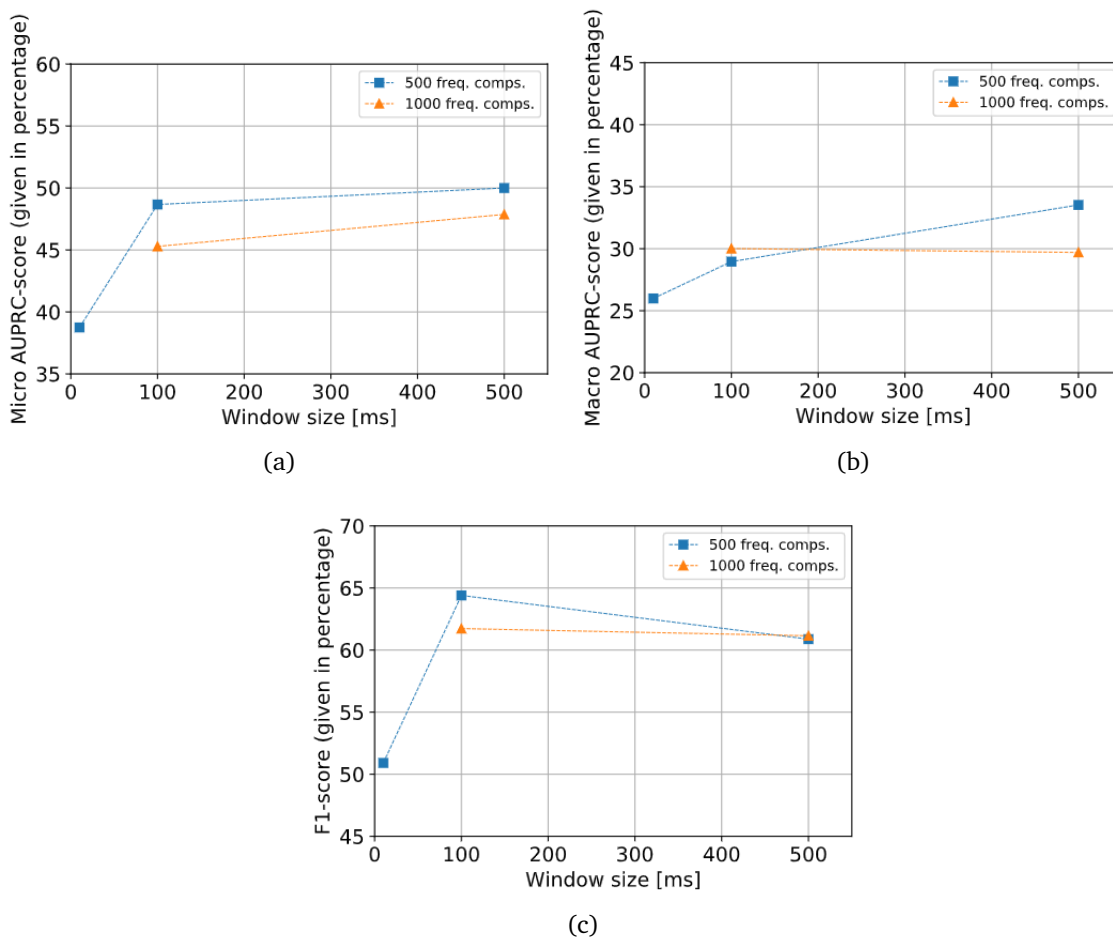 Micro AUPRC-score (given in percentage)
60
55
50
45
40
35
0 100 200 300 400 500
Window size [ms]
500 freq. comps.
1000 freq. comps.
(a)
Macro AUPRC-score (given in percentage)
45
40
35
30
25
20
0 100 200 300 400 500
Window size [ms]
500 freq. comps.
1000 freq. comps.
(b)
F1-score (given in percentage)
70
65
60
55
50
45
0 100 200 300 400 500
Window size [ms]
500 freq. comps.
1000 freq. comps.
(c)